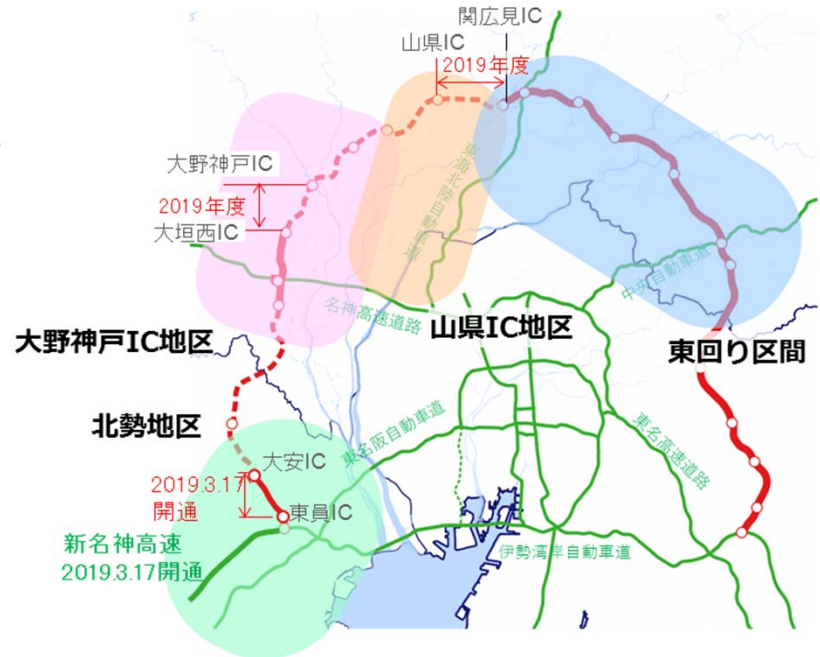 関広見IC
山県IC
2019年度
大野神戸IC
2019年度
大垣西IC
東海北陸自動車道
中央自動車道
名神高速道路
山県IC地区
大野神戸IC地区
東回り区間
北勢地区
東名阪自動車道
東名高速道路
大安IC
2019.3.17
開通
東員IC
新名神高速
2019.3.17開通
伊勢湾岸自動車道